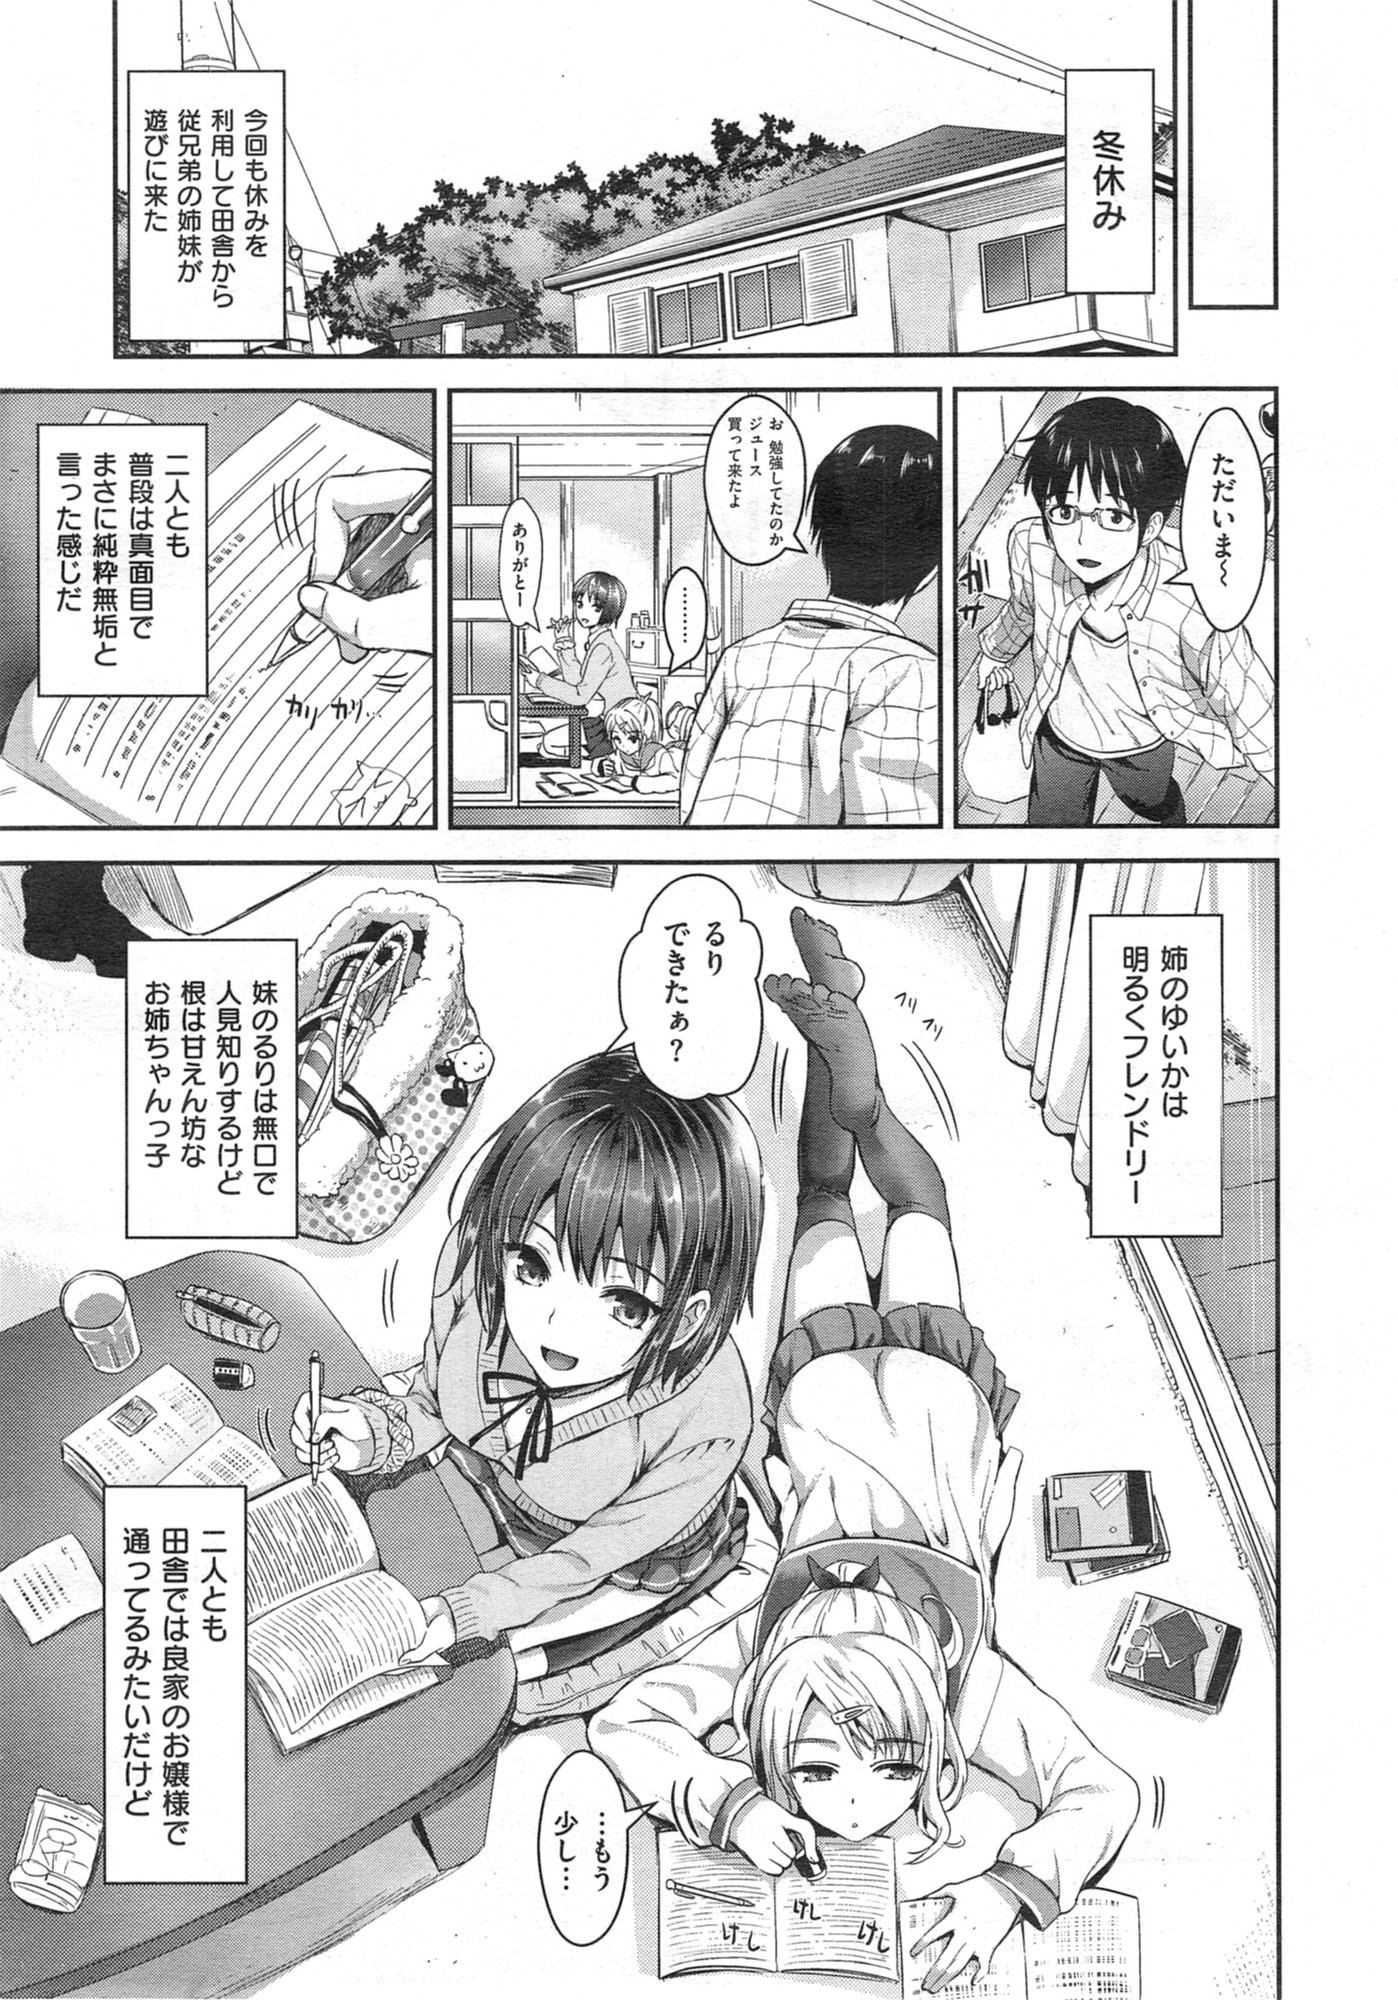 冬休み
今回も休みを
利用して田舎から
従兄弟の姉妹が
遊びに来た
ただいま～
ガサ
お 勉強してたのか
ジュース
買って来たよ
………
ありがとー
二人とも
普段は真面目で
まさに純粋無垢と
言った感じだ
カリ カリ…
姉のゆいかは
明るくフレンドリー
るり
できたぁ？
妹のるりは無口で
人見知りするけど
根は甘えん坊な
お姉ちゃんっ子
二人とも
田舎では良家のお嬢様で
通ってるみたいだけど
…もう
少し…
けし
けし
けし